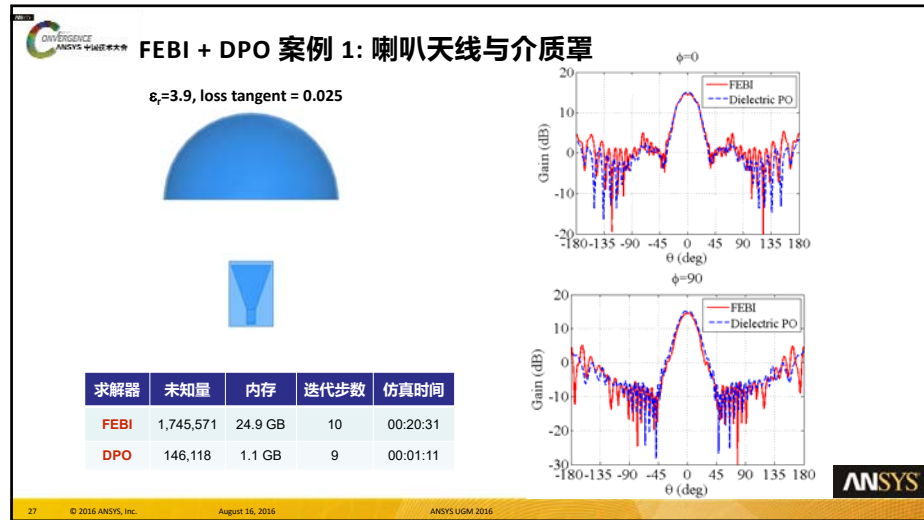 ANSYS
CONVERGENCE
ANSYS 中国技术大会
FEBI + DPO 案例 1: 喇叭天线与介质罩
εr=3.9, loss tangent = 0.025
求解器 未知量 内存 迭代步数 仿真时间
FEBI 1,745,571 24.9 GB 10 00:20:31
DPO 146,118 1.1 GB 9 00:01:11
ϕ=0
FEBI
Dielectric PO
Gain (dB)
20
10
0
-10
-20
-180 -135 -90 -45 0 45 90 135 180
θ (deg)
ϕ=90
FEBI
Dielectric PO
Gain (dB)
20
10
0
-10
-20
-30
-180 -135 -90 -45 0 45 90 135 180
θ (deg)
ANSYS
27 © 2016 ANSYS, Inc. August 16, 2016 ANSYS UGM 2016